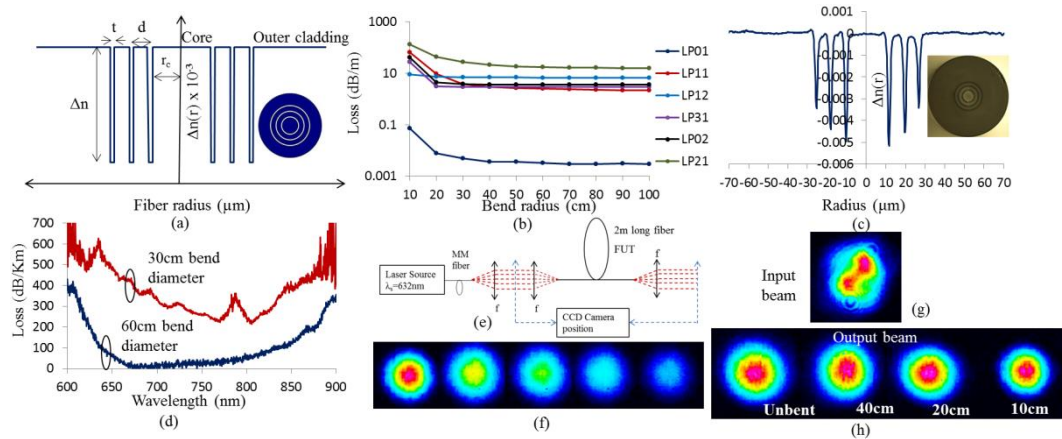 t d Core Outer cladding
r_c
Δn
Δn(r) x 10⁻³
Fiber radius (µm)
(a)
Loss (dB/m)
1000
10
0.1
0.001
10 20 30 40 50 60 70 80 90 100
Bend radius (cm)
(b)
LP01
LP11
LP12
LP31
LP02
LP21
0.001
0.000
-0.001
-0.002
-0.003
-0.004
-0.005
-0.006
Δn(r)
-70 -60 -50 -40 -30 -20 -10 0 10 20 30 40 50 60 70
Radius (µm)
(c)
Loss (dB/Km)
700
600
500
400
300
200
100
0
30cm bend
diameter
60cm bend
diameter
600 650 700 750 800 850 900
Wavelength (nm)
(d)
Laser Source
λ₀=632nm
MM
fiber
f
f
2m long fiber
FUT
f
CCD Camera
position
(e)
(f)
Input
beam
(g)
Output beam
Unbent 40cm 20cm 10cm
(h)